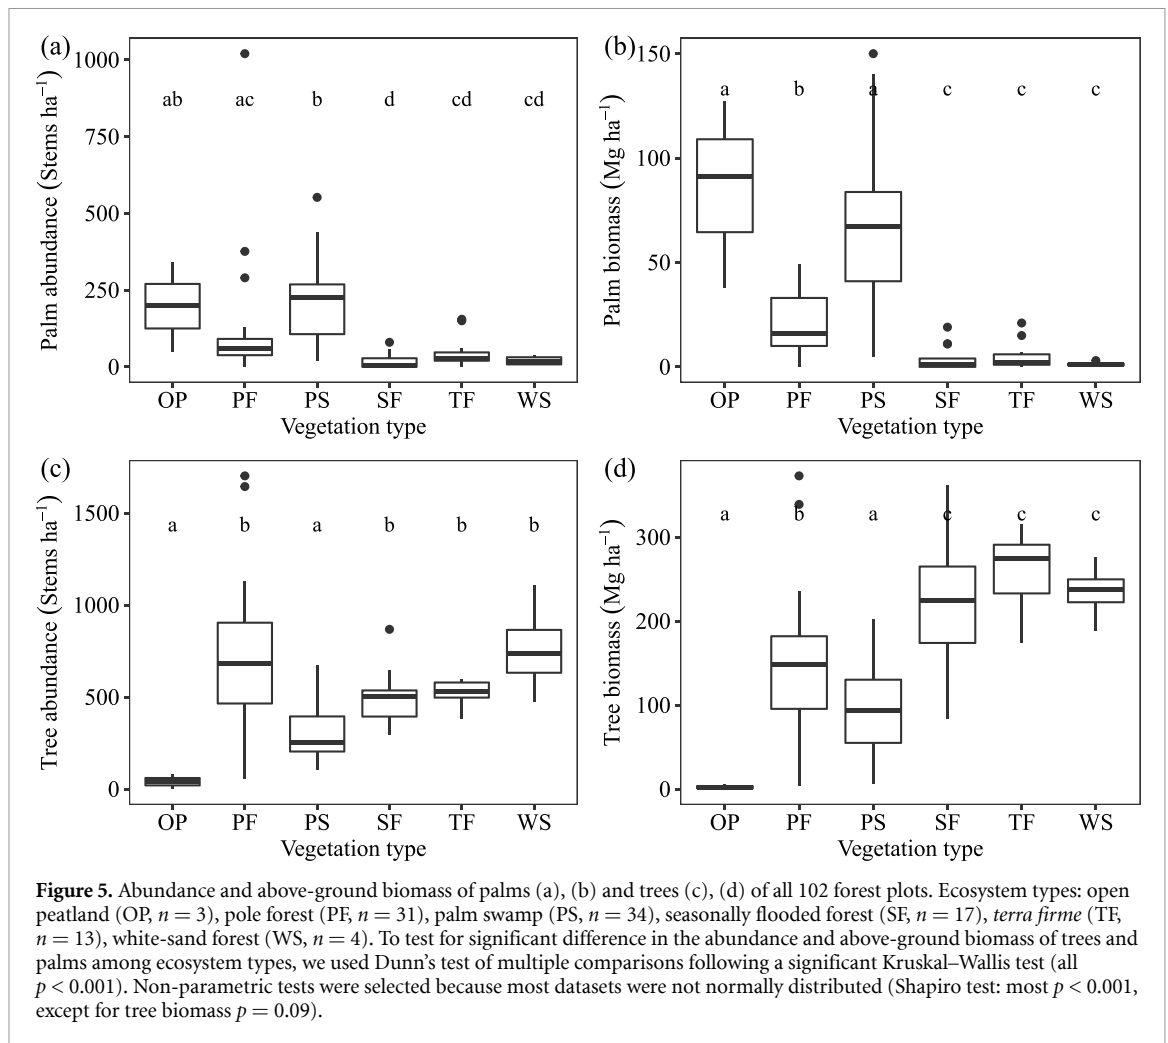 (a)
Palm abundance (Stems ha⁻¹)
1000
750
500
250
0
ab ac b d cd cd
OP PF PS SF TF WS
Vegetation type
(b)
Palm biomass (Mg ha⁻¹)
150
100
50
0
a b a c c c
OP PF PS SF TF WS
Vegetation type
(c)
Tree abundance (Stems ha⁻¹)
1500
1000
500
0
a b a b b b
OP PF PS SF TF WS
Vegetation type
(d)
Tree biomass (Mg ha⁻¹)
300
200
100
0
a b a c c c
OP PF PS SF TF WS
Vegetation type
Figure 5. Abundance and above-ground biomass of palms (a), (b) and trees (c), (d) of all 102 forest plots. Ecosystem types: open
peatland (OP, n = 3), pole forest (PF, n = 31), palm swamp (PS, n = 34), seasonally flooded forest (SF, n = 17), terra firme (TF,
n = 13), white-sand forest (WS, n = 4). To test for significant difference in the abundance and above-ground biomass of trees and
palms among ecosystem types, we used Dunn's test of multiple comparisons following a significant Kruskal–Wallis test (all
p < 0.001). Non-parametric tests were selected because most datasets were not normally distributed (Shapiro test: most p < 0.001,
except for tree biomass p = 0.09).